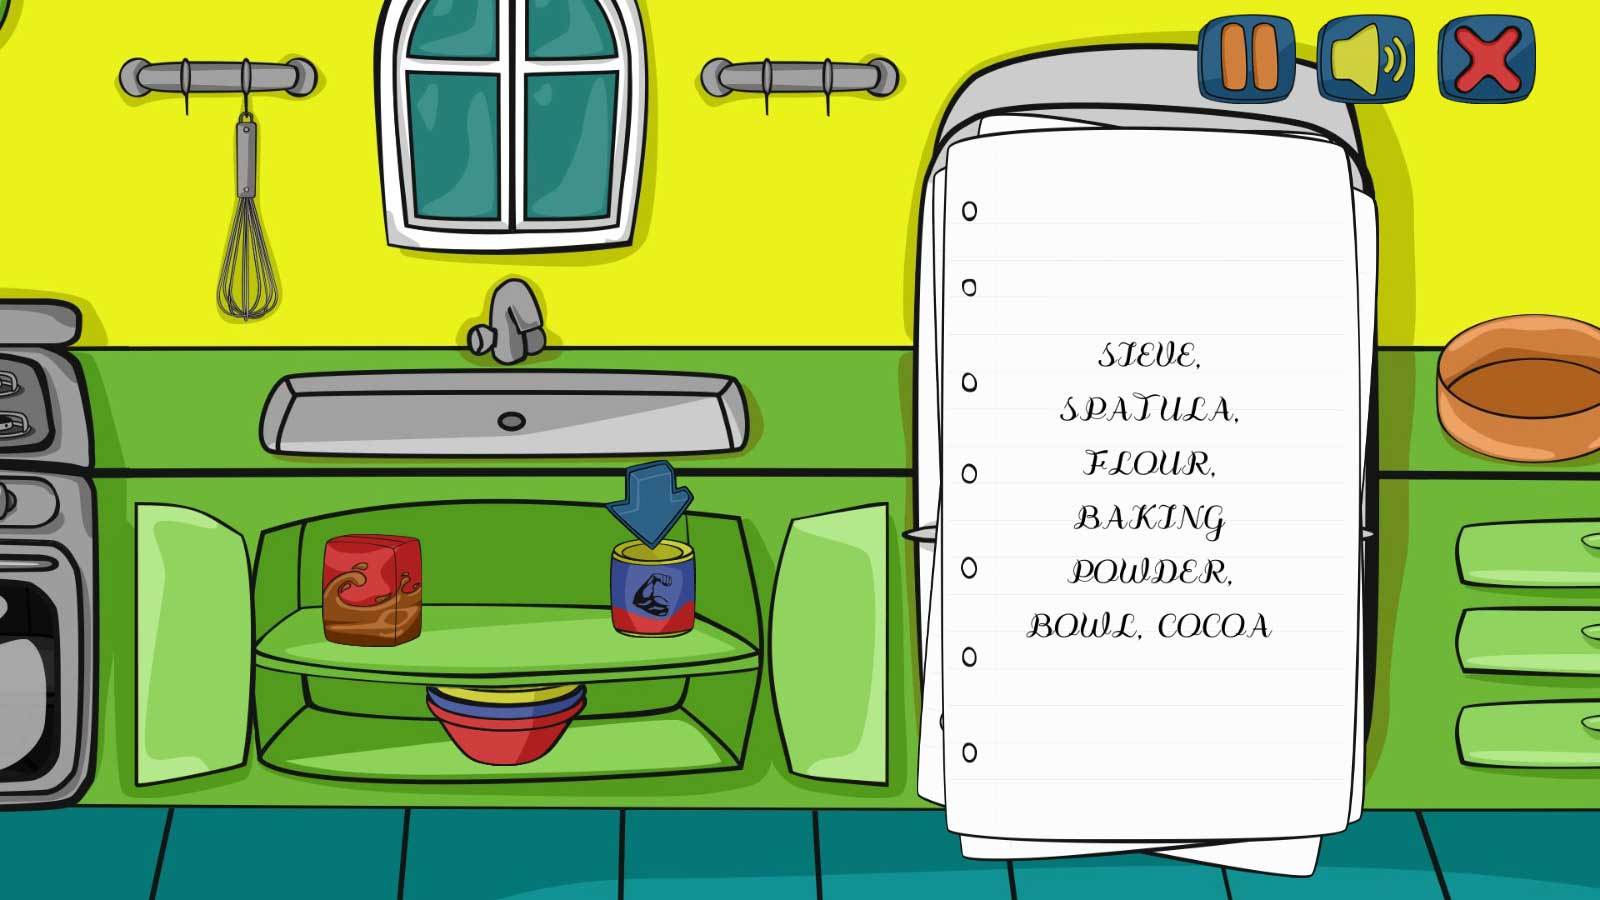 SIEVE,
SPATULA,
FLOUR,
BAKING
POWDER,
BOWL, COCOA